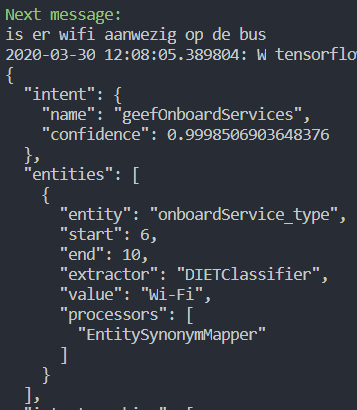 Next message:
is er wifi aanwezig op de bus
2020-03-30 12:08:05.389804: W tensorflo
{
  "intent": {
    "name": "geefOnboardServices",
    "confidence": 0.9998506903648376
  },
  "entities": [
    {
      "entity": "onboardService_type",
      "start": 6,
      "end": 10,
      "extractor": "DIETClassifier",
      "value": "Wi-Fi",
      "processors": [
        "EntitySynonymMapper"
      ]
    }
  ],